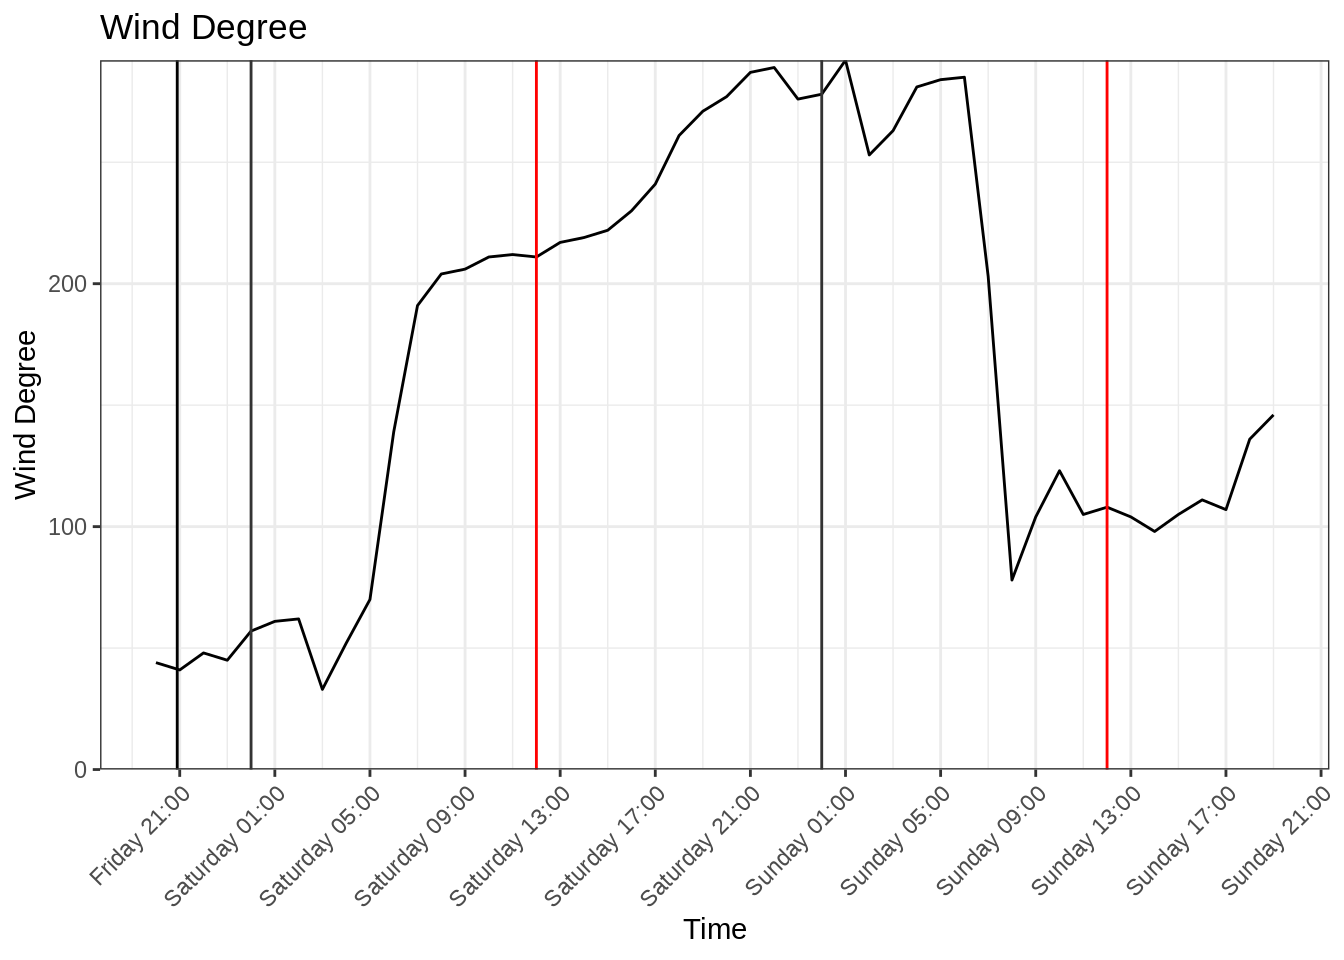 Wind Degree
Wind Degree
200
100
0
Friday 21:00
Saturday 01:00
Saturday 05:00
Saturday 09:00
Saturday 13:00
Saturday 17:00
Saturday 21:00
Sunday 01:00
Sunday 05:00
Sunday 09:00
Sunday 13:00
Sunday 17:00
Sunday 21:00
Time